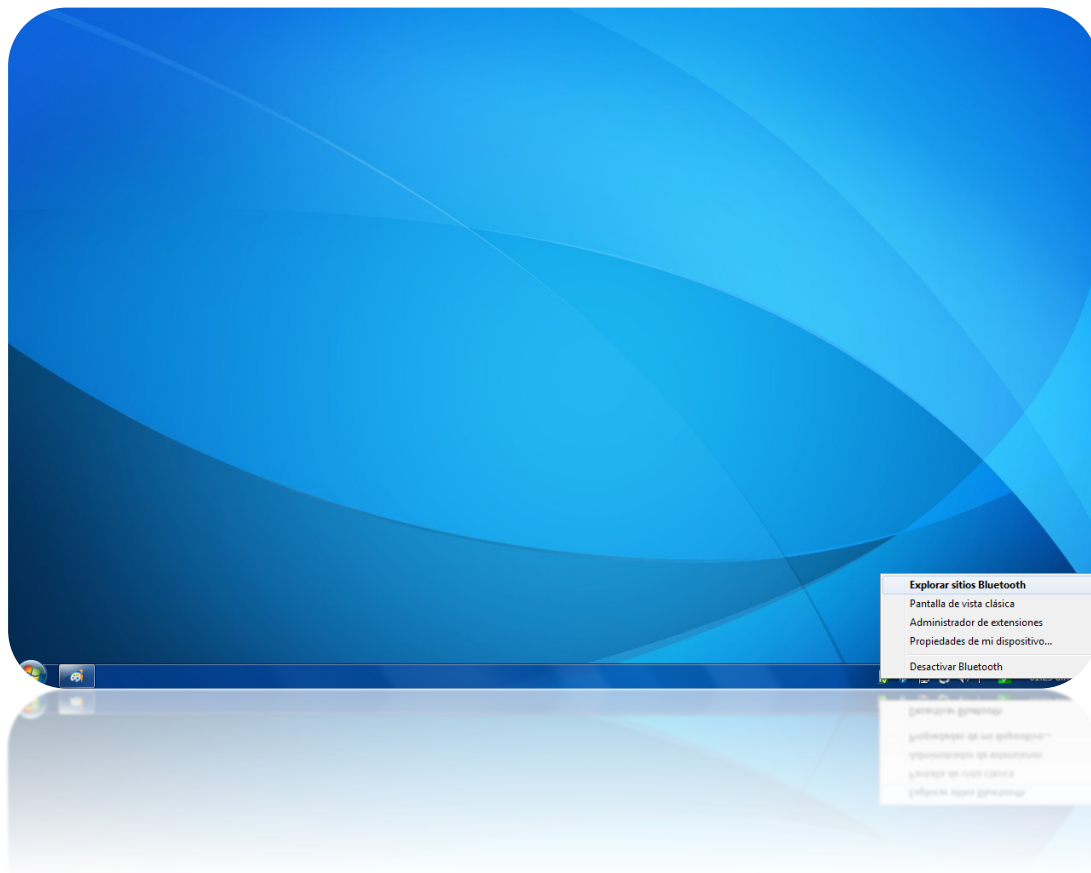 Explorar sitios Bluetooth
Pantalla de vista clásica
Administrador de extensiones
Propiedades de mi dispositivo...
Desactivar Bluetooth